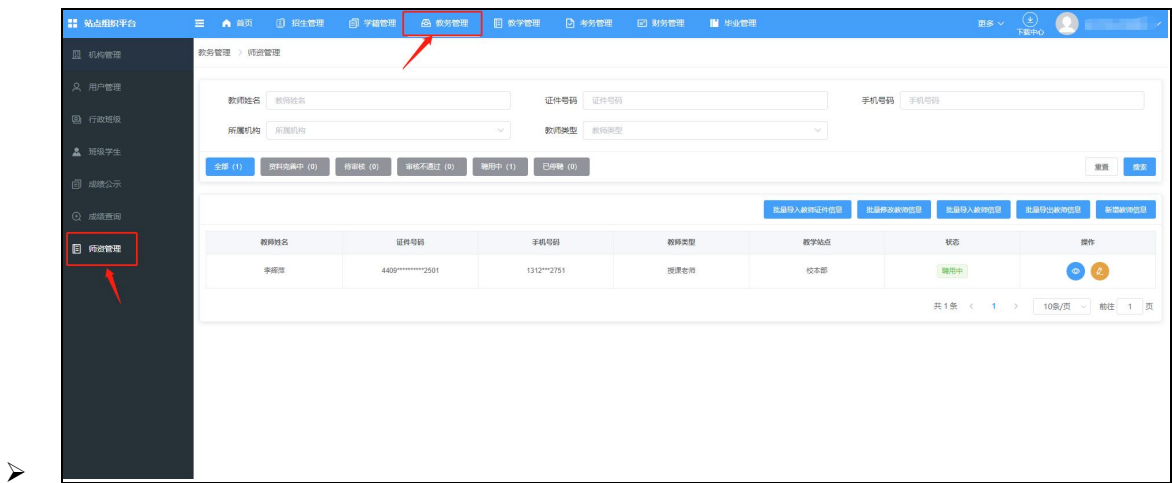 站点组织平台 首页 招生管理 学籍管理 教务管理 教学管理 考务管理 财务管理 毕业管理 更多 下载中心
机构管理
用户管理
行政班级
班级学生
成绩公示
成绩查询
师资管理
教务管理 > 师资管理
教师姓名 教师姓名 证件号码 证件号码 手机号码 手机号码
所属机构 所属机构 教师类型 教师类型
全部 (1) 资料完善中 (0) 待审核 (0) 审核不通过 (0) 聘用中 (1) 已停聘 (0) 重置 搜索
批量导入教师证件信息 批量修改教师信息 批量导入教师信息 批量导出教师信息 新增教师信息
教师姓名 证件号码 手机号码 教师类型 教学站点 状态 操作
4409**********2501 1312***2751 授课老师 校本部 聘用中
共 1 条 < 1 > 10条/页 前往 1 页